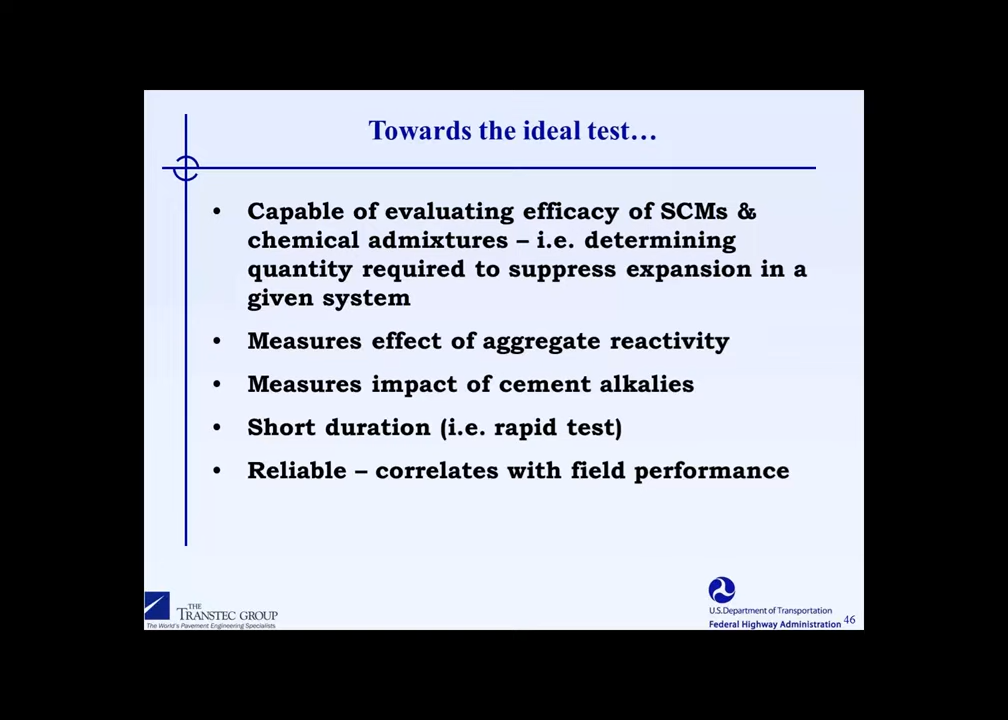 Towards the ideal test…
• Capable of evaluating efficacy of SCMs &
chemical admixtures – i.e. determining
quantity required to suppress expansion in a
given system
• Measures effect of aggregate reactivity
• Measures impact of cement alkalies
• Short duration (i.e. rapid test)
• Reliable – correlates with field performance
THE
TRANSTEC GROUP
The World's Pavement Engineering Specialists
U.S.Department of Transportation
Federal Highway Administration
46